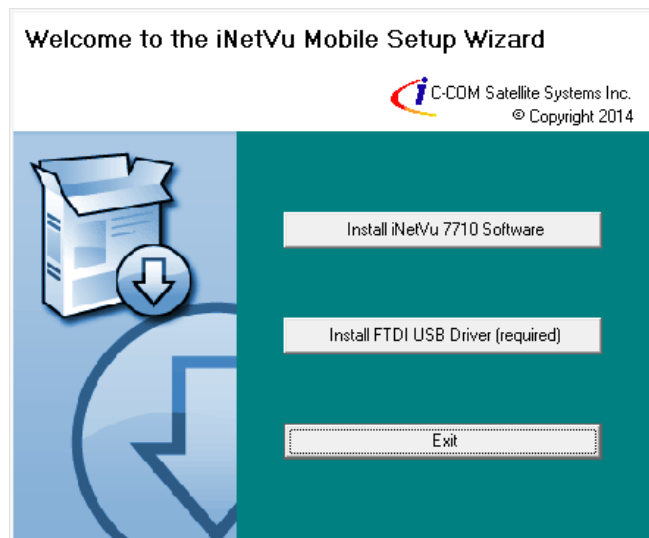 Welcome to the iNetVu Mobile Setup Wizard
C-COM Satellite Systems Inc.
© Copyright 2014
Install iNetVu 7710 Software
Install FTDI USB Driver (required)
Exit